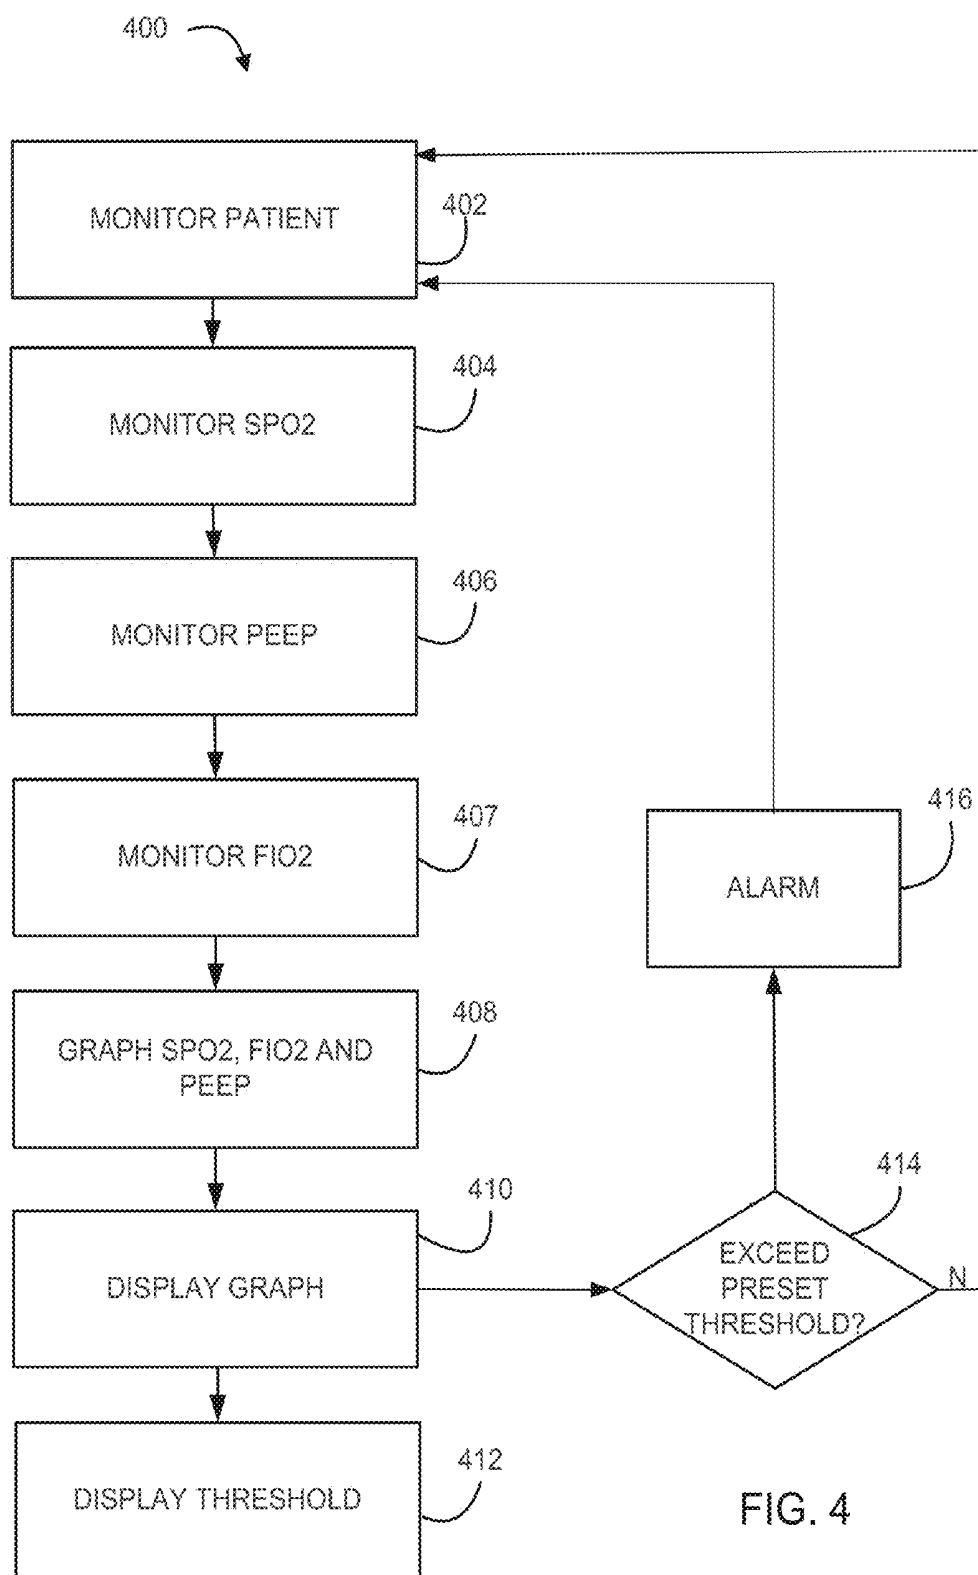 400
MONITOR PATIENT
402
MONITOR SPO2
404
MONITOR PEEP
406
MONITOR FIO2
407
GRAPH SPO2, FIO2 AND
PEEP
408
DISPLAY GRAPH
410
DISPLAY THRESHOLD
412
ALARM
416
EXCEED
PRESET
THRESHOLD?
414
N
FIG. 4